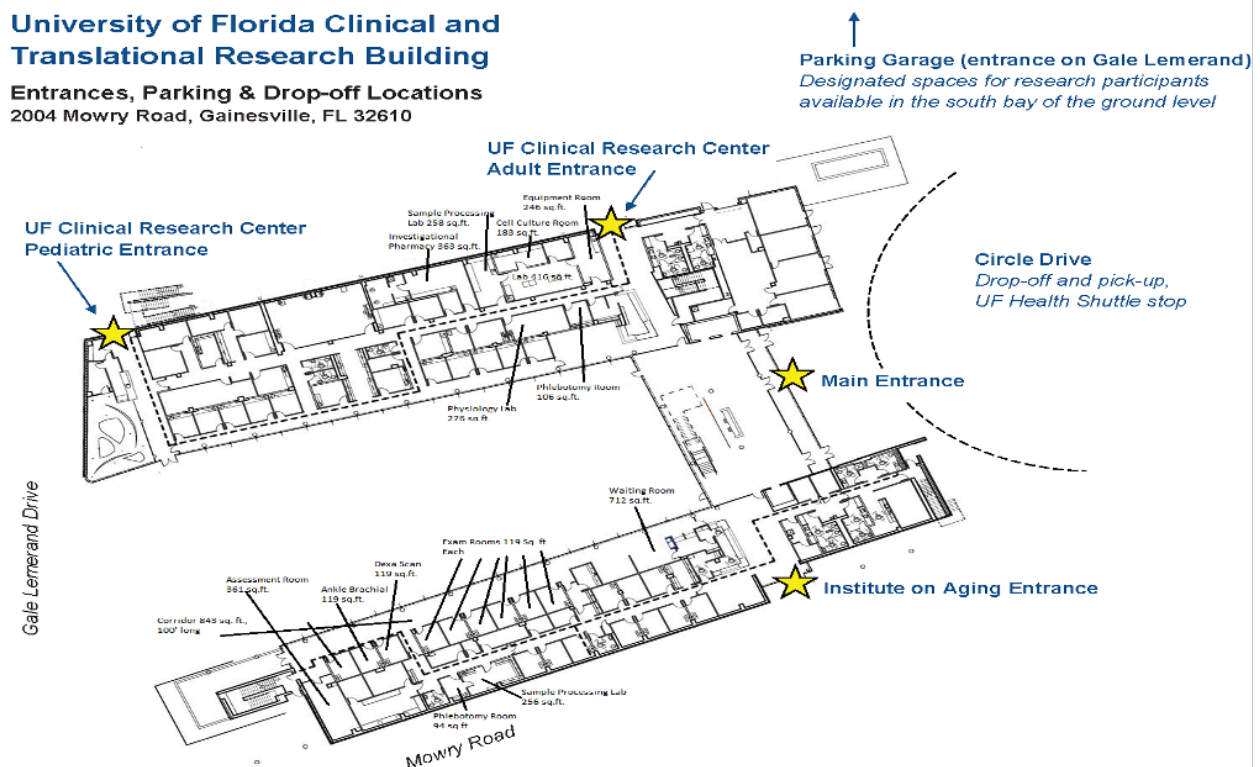 University of Florida Clinical and
Translational Research Building
Entrances, Parking & Drop-off Locations
2004 Mowry Road, Gainesville, FL 32610
Parking Garage (entrance on Gale Lemerand)
Designated spaces for research participants
available in the south bay of the ground level
UF Clinical Research Center
Adult Entrance
UF Clinical Research Center
Pediatric Entrance
Equipment Room
246 sq.ft.
Sample Processing
Lab 258 sq.ft.
Cell Culture Room
183 sq.ft.
Investigational
Pharmacy 363 sq.ft.
Lab 416 sq.ft.
Circle Drive
Drop-off and pick-up,
UF Health Shuttle stop
Main Entrance
Phlebotomy Room
106 sq.ft.
Physiology Lab
276 sq.ft.
Gale Lemerand Drive
Waiting Room
712 sq.ft.
Exam Rooms 119 Sq. ft
Each
Dexa Scan
119 sq.ft.
Assessment Room
361 sq.ft.
Ankle Brachial
119 sq.ft.
Corridor 843 sq. ft.,
100' long
Institute on Aging Entrance
Sample Processing Lab
256 sq.ft.
Phlebotomy Room
94 sq.ft
Mowry Road